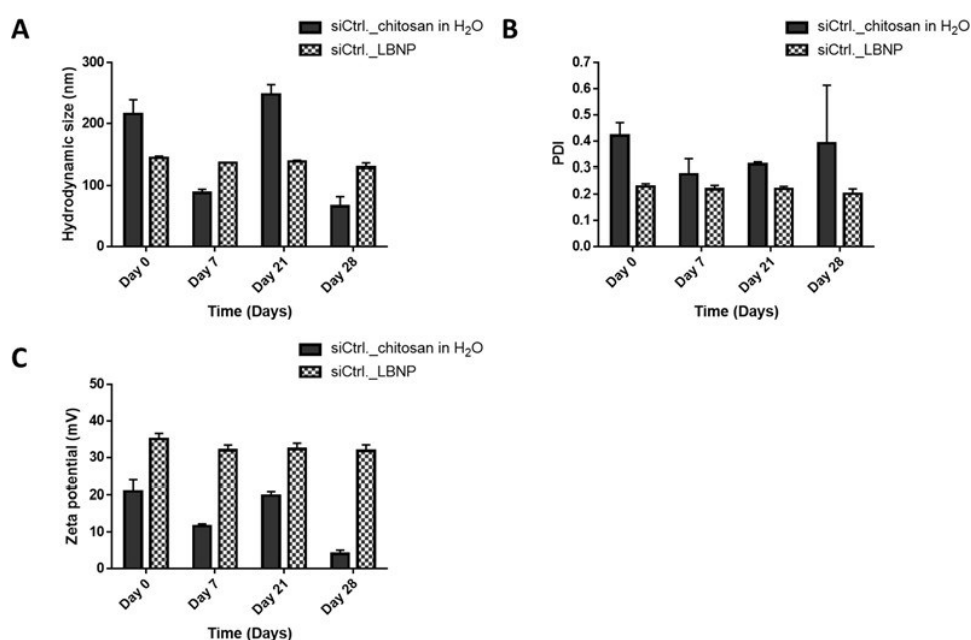 A
siCtrl._chitosan in H₂O
siCtrl._LBNP
Hydrodynamic size (nm)
300
200
100
0
Day 0
Day 7
Day 21
Day 28
Time (Days)
B
siCtrl._chitosan in H₂O
siCtrl._LBNP
PDI
0.7
0.6
0.5
0.4
0.3
0.2
0.1
0.0
Day 0
Day 7
Day 21
Day 28
Time (Days)
C
siCtrl._chitosan in H₂O
siCtrl._LBNP
Zeta potential (mV)
50
40
30
20
10
0
Day 0
Day 7
Day 21
Day 28
Time (Days)